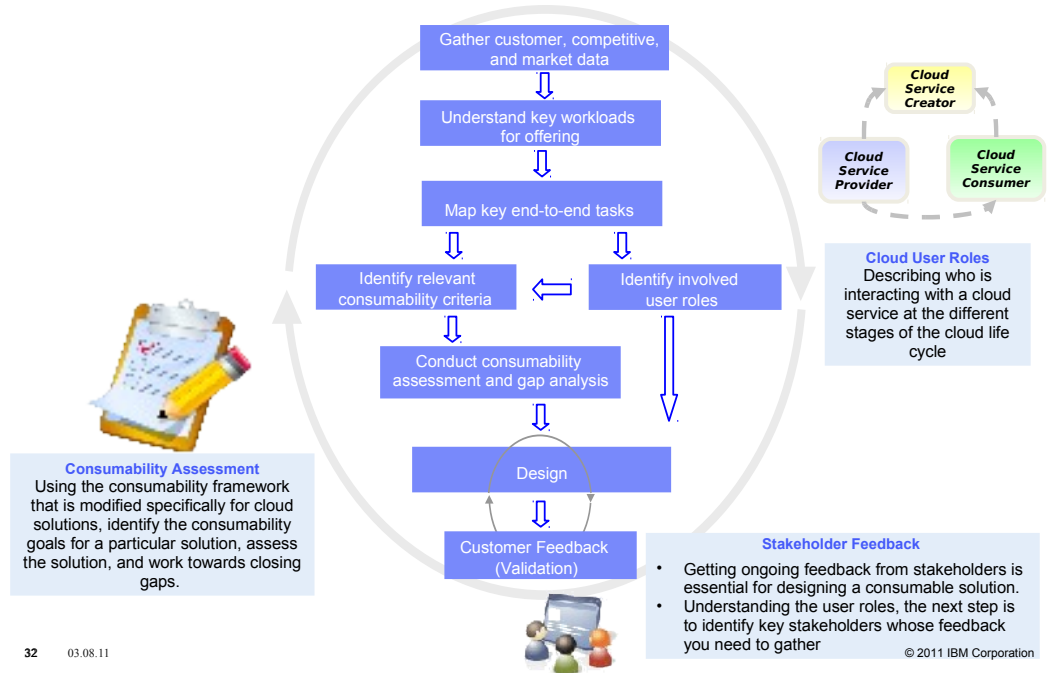 Gather customer, competitive,
and market data
Understand key workloads
for offering
Map key end-to-end tasks
Identify relevant
consumability criteria
Identify involved
user roles
Conduct consumability
assessment and gap analysis
Design
Customer Feedback
(Validation)
Cloud
Service
Creator
Cloud
Service
Provider
Cloud
Service
Consumer
Cloud User Roles
Describing who is
interacting with a cloud
service at the different
stages of the cloud life
cycle
Consumability Assessment
Using the consumability framework
that is modified specifically for cloud
solutions, identify the consumability
goals for a particular solution, assess
the solution, and work towards closing
gaps.
Stakeholder Feedback
• Getting ongoing feedback from stakeholders is
essential for designing a consumable solution.
• Understanding the user roles, the next step is
to identify key stakeholders whose feedback
you need to gather
32 03.08.11
© 2011 IBM Corporation